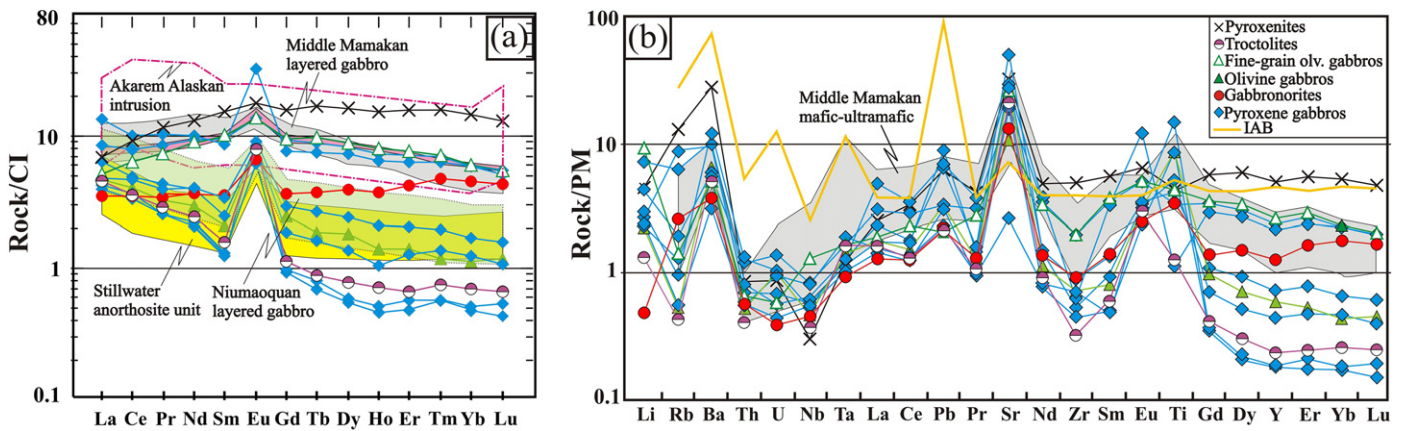 80
10
1
0.1
Rock/CI
(a)
Middle Mamakan
layered gabbro
Akarem Alaskan
intrusion
Stillwater
anorthosite unit
Niumaoquan
layered gabbro
La Ce Pr Nd Sm Eu Gd Tb Dy Ho Er Tm Yb Lu
100
10
1
0.1
Rock/PM
(b)
Middle Mamakan
mafic-ultramafic
Pyroxenites
Troctolites
Fine-grain olv. gabbros
Olivine gabbros
Gabbronorites
Pyroxene gabbros
IAB
Li Rb Ba Th U Nb Ta La Ce Pb Pr Sr Nd Zr Sm Eu Ti Gd Dy Y Er Yb Lu